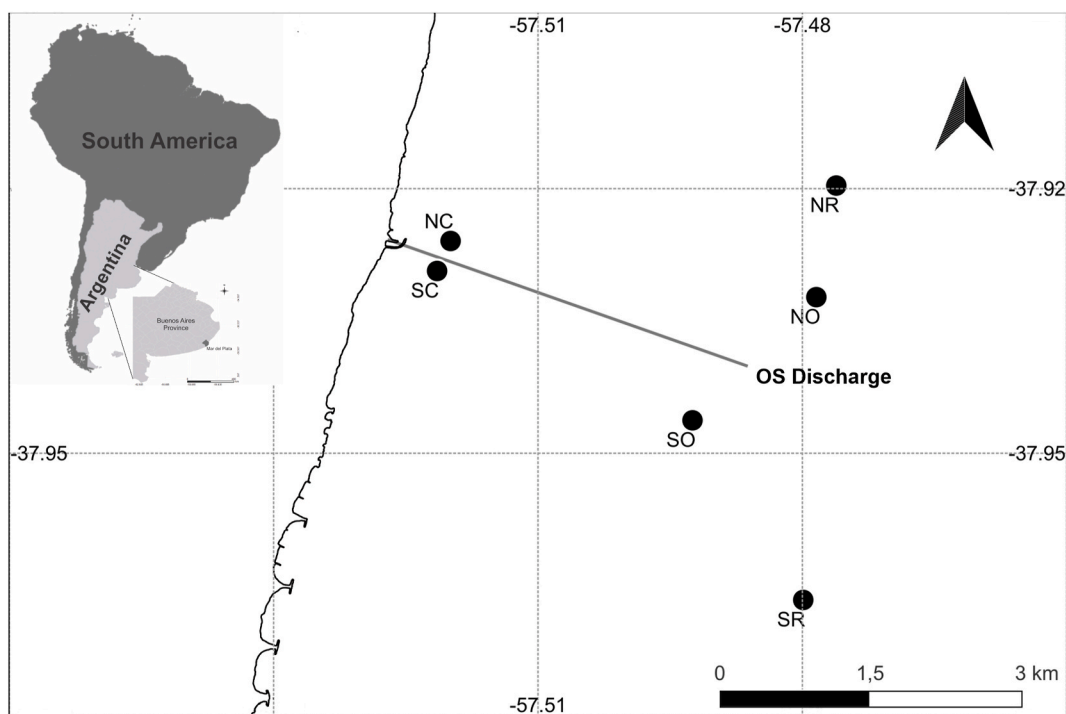 -57.51
-57.48
South America
Argentina
Buenos Aires
Province
Mar del Plata
-37.92
NR
NC
SC
NO
OS Discharge
SO
-37.95
-37.95
SR
0 1,5 3 km
-57.51